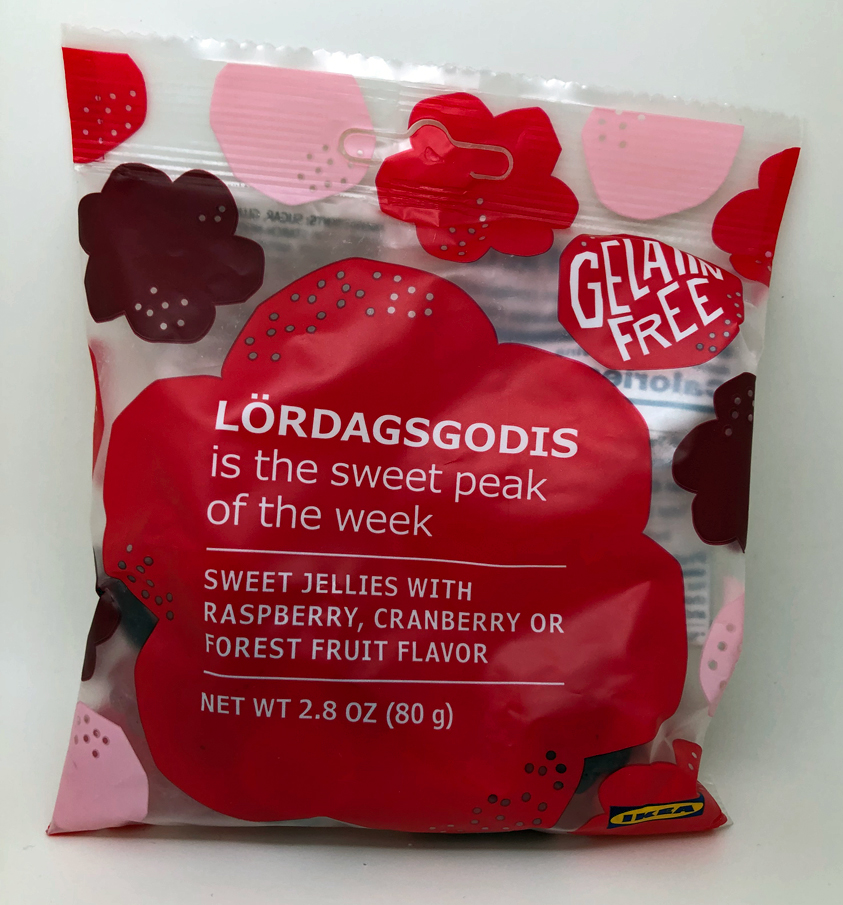 GELATIN
FREE
LÖRDAGSGODIS
is the sweet peak
of the week
SWEET JELLIES WITH
RASPBERRY, CRANBERRY OR
FOREST FRUIT FLAVOR
NET WT 2.8 OZ (80 g)
IKEA